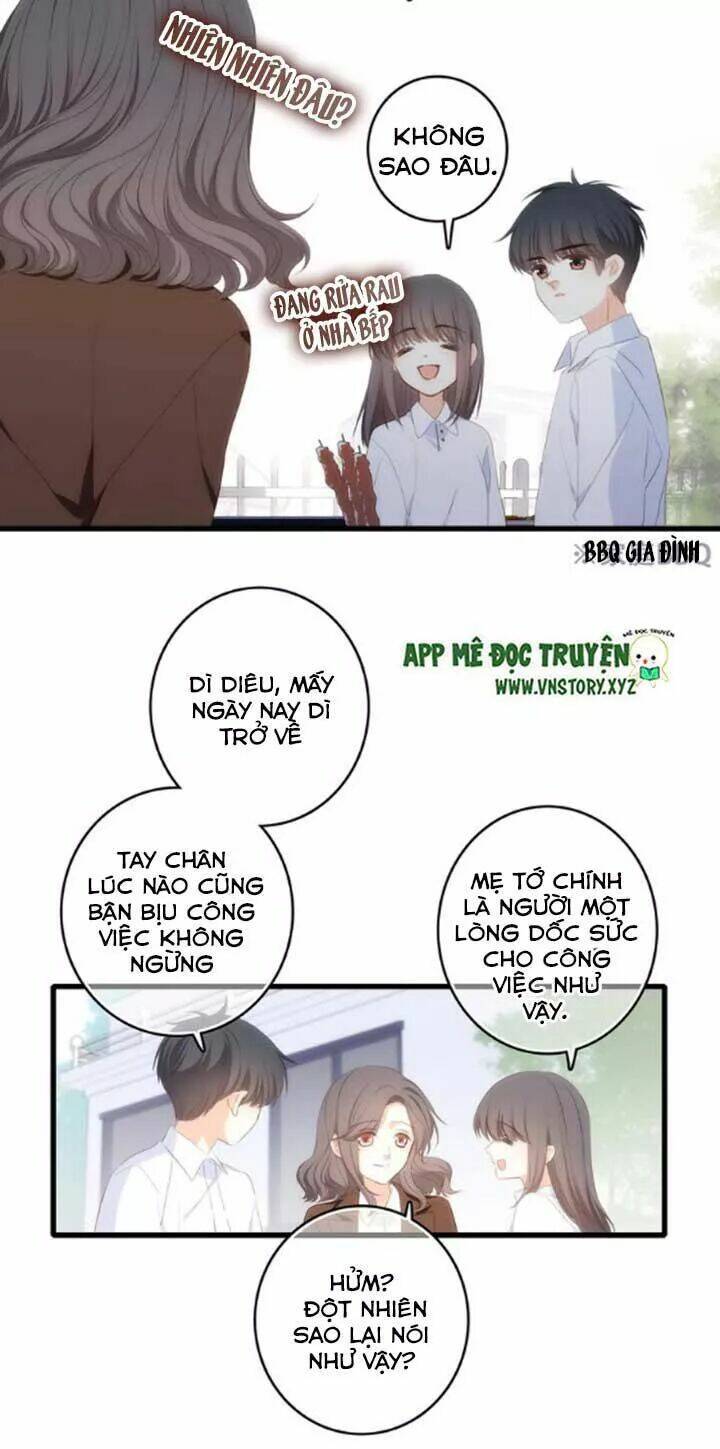 NHIÊN NHIÊN ĐÂU?
KHÔNG
SAO ĐÂU.
ĐANG RỬA RAU
Ở NHÀ BẾP
BBQ GIA ĐÌNH
MÊ ĐỌC TRUYỆN
APP MÊ ĐỌC TRUYỆN
WWW.VNSTORY.XYZ
DÌ DIÊU, MẤY
NGÀY NAY DÌ
TRỞ VỀ
TAY CHÂN
LÚC NÀO CŨNG
BẬN BỊU CÔNG
VIỆC KHÔNG
NGỪNG
MẸ TỚ CHÍNH
LÀ NGƯỜI MỘT
LÒNG DỐC SỨC
CHO CÔNG
VIỆC NHƯ
VẬY.
HỬM?
ĐỘT NHIÊN
SAO LẠI NÓI
NHƯ VẬY?